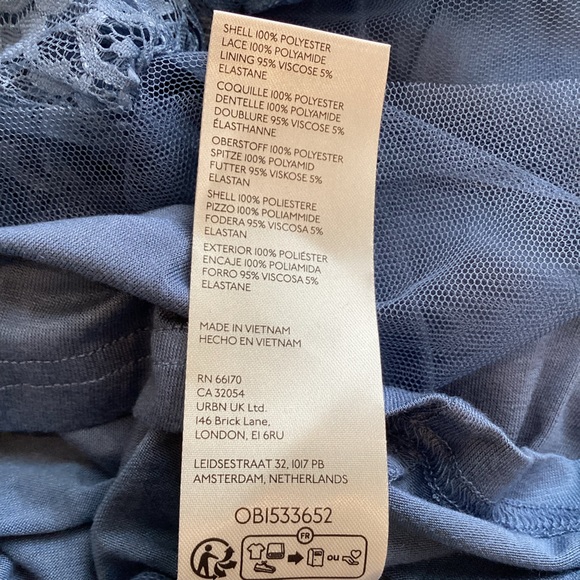 SHELL 100% POLYESTER
LACE 100% POLYAMIDE
LINING 95% VISCOSE 5%
ELASTANE
COQUILLE 100% POLYESTER
DENTELLE 100% POLYAMIDE
DOUBLURE 95% VISCOSE 5%
ÉLASTHANNE
OBERSTOFF 100% POLYESTER
SPITZE 100% POLYAMID
FUTTER 95% VISKOSE 5%
ELASTAN
SHELL 100% POLIESTERE
PIZZO 100% POLIAMMIDE
FODERA 95% VISCOSA 5%
ELASTAN
EXTERIOR 100% POLIÉSTER
ENCAJE 100% POLIAMIDA
FORRO 95% VISCOSA 5%
ELASTANE
MADE IN VIETNAM
HECHO EN VIETNAM
RN 66170
CA 32054
URBN UK Ltd.
146 Brick Lane,
LONDON, E1 6RU
LEIDSESTRAAT 32, 1017 PB
AMSTERDAM, NETHERLANDS
OB1533652
FR
ou